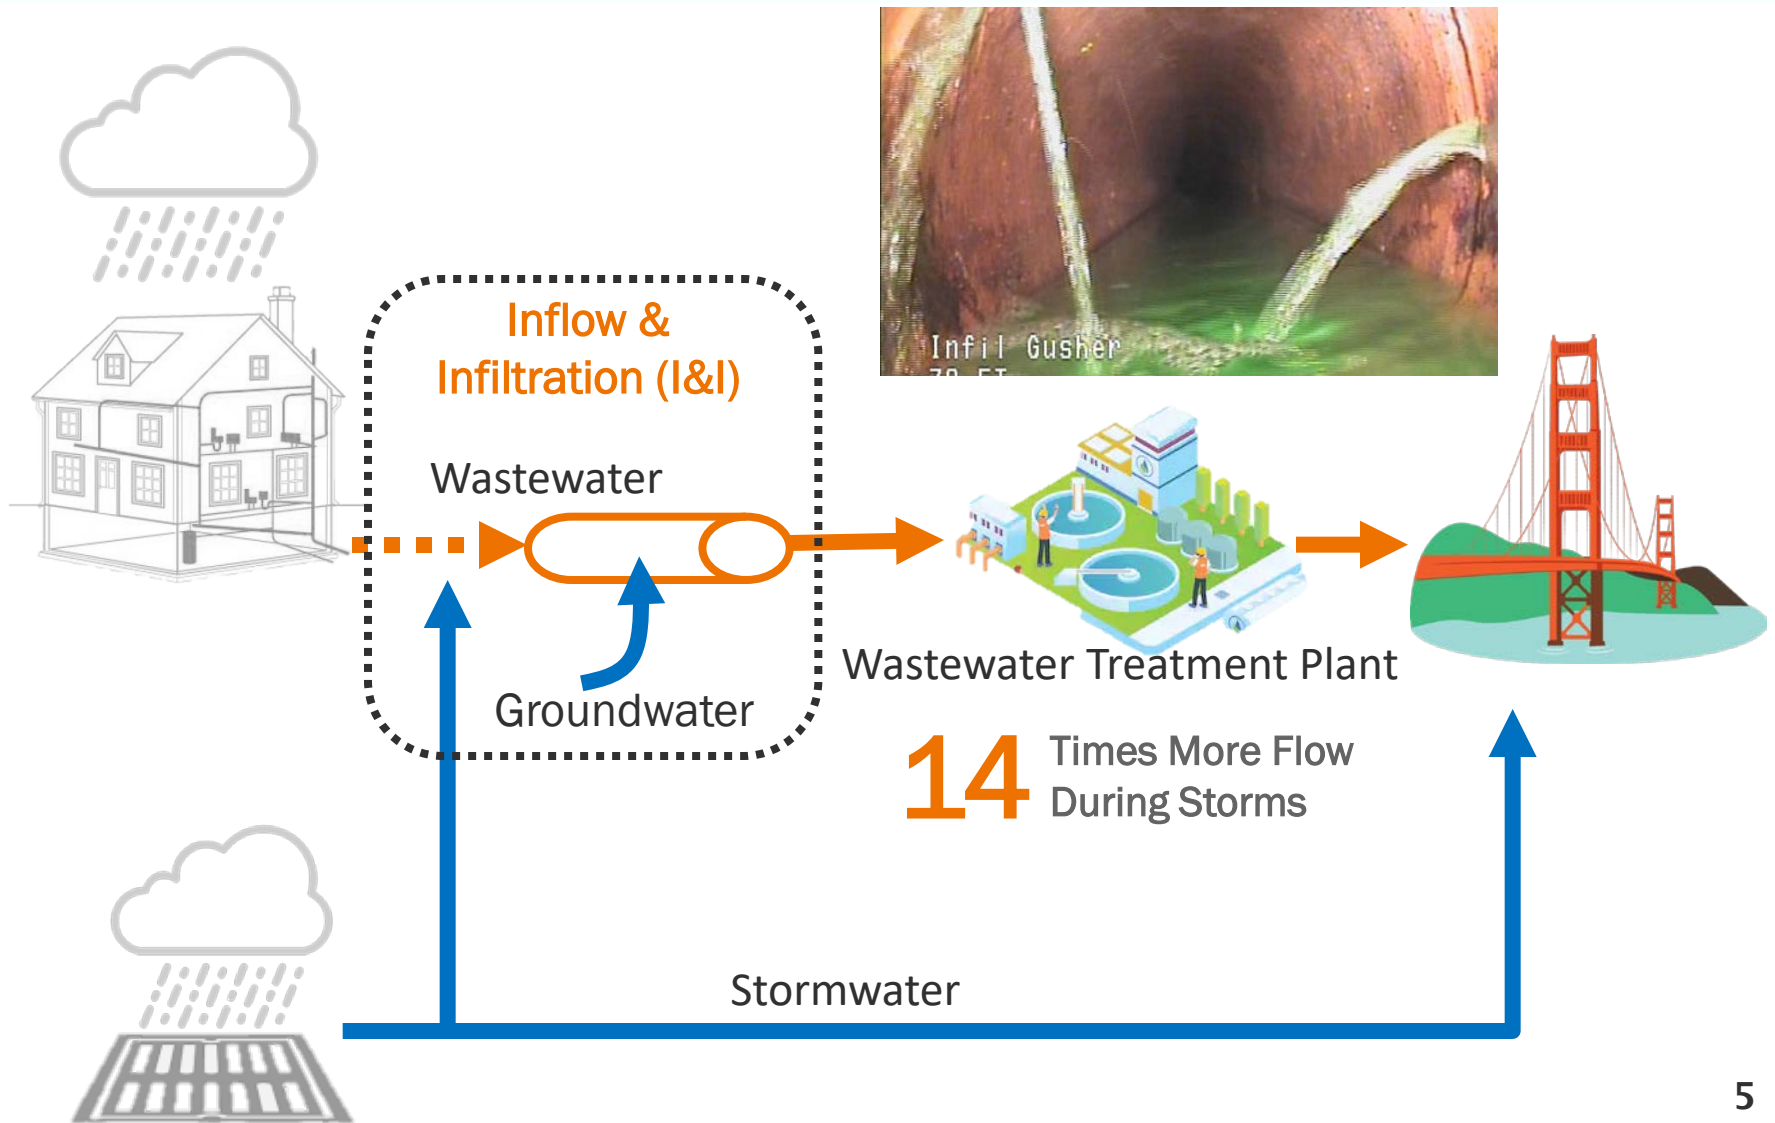 Infil Gusher
Inflow &
Infiltration (I&I)
Wastewater
Groundwater
Wastewater Treatment Plant
14
Times More Flow
During Storms
Stormwater
5